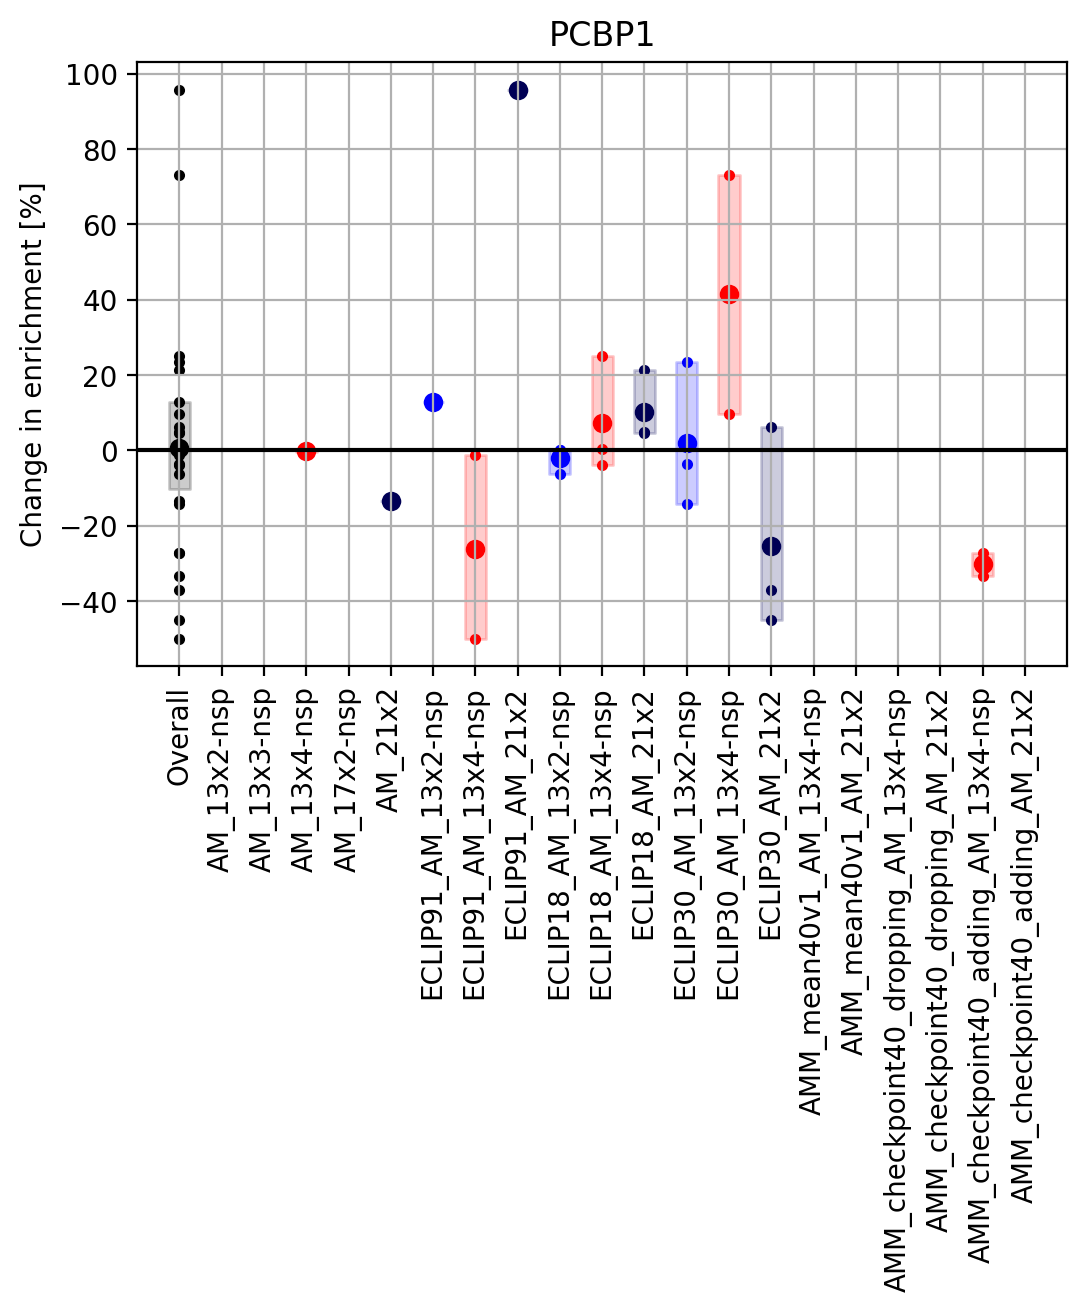 PCBP1
Change in enrichment [%]
100
80
60
40
20
0
−20
−40
Overall
AM_13x2-nsp
AM_13x3-nsp
AM_13x4-nsp
AM_17x2-nsp
AM_21x2
ECLIP91_AM_13x2-nsp
ECLIP91_AM_13x4-nsp
ECLIP91_AM_21x2
ECLIP18_AM_13x2-nsp
ECLIP18_AM_13x4-nsp
ECLIP18_AM_21x2
ECLIP30_AM_13x2-nsp
ECLIP30_AM_13x4-nsp
ECLIP30_AM_21x2
AMM_mean40v1_AM_13x4-nsp
AMM_mean40v1_AM_21x2
AMM_checkpoint40_dropping_AM_13x4-nsp
AMM_checkpoint40_dropping_AM_21x2
AMM_checkpoint40_adding_AM_13x4-nsp
AMM_checkpoint40_adding_AM_21x2